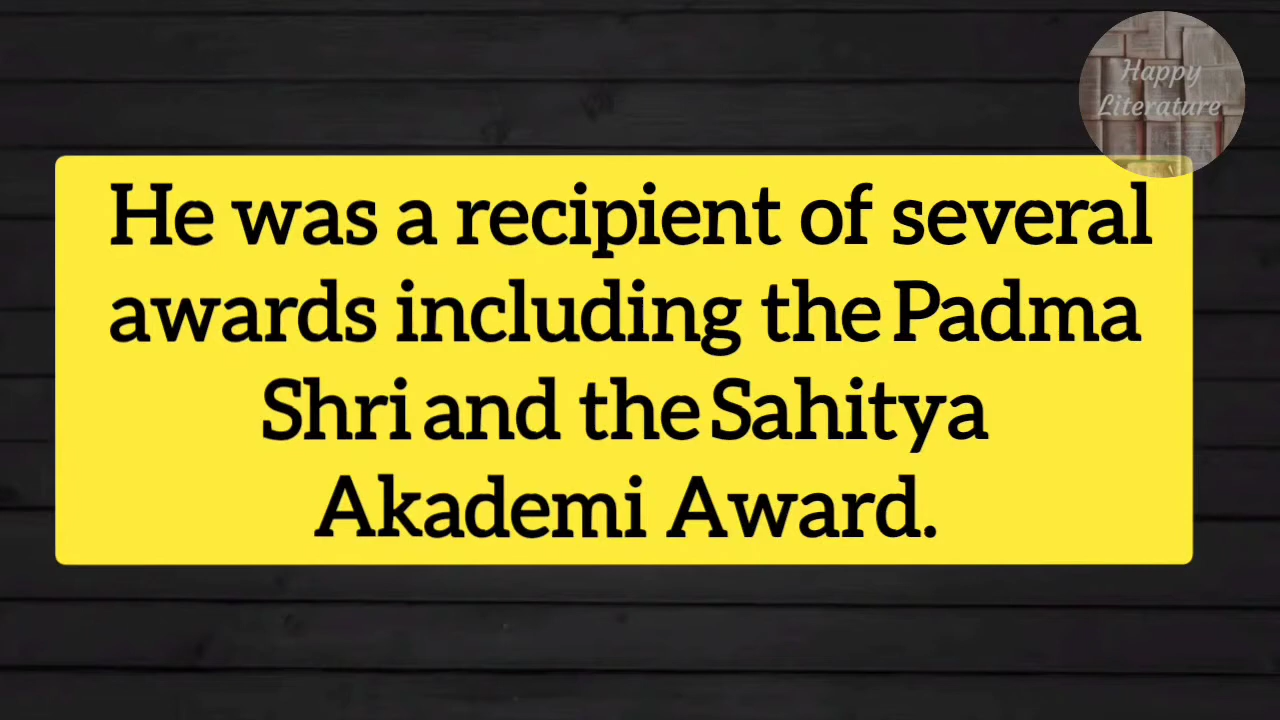 Happy
Literature
He was a recipient of several
awards including the Padma
Shri and the Sahitya
Akademi Award.